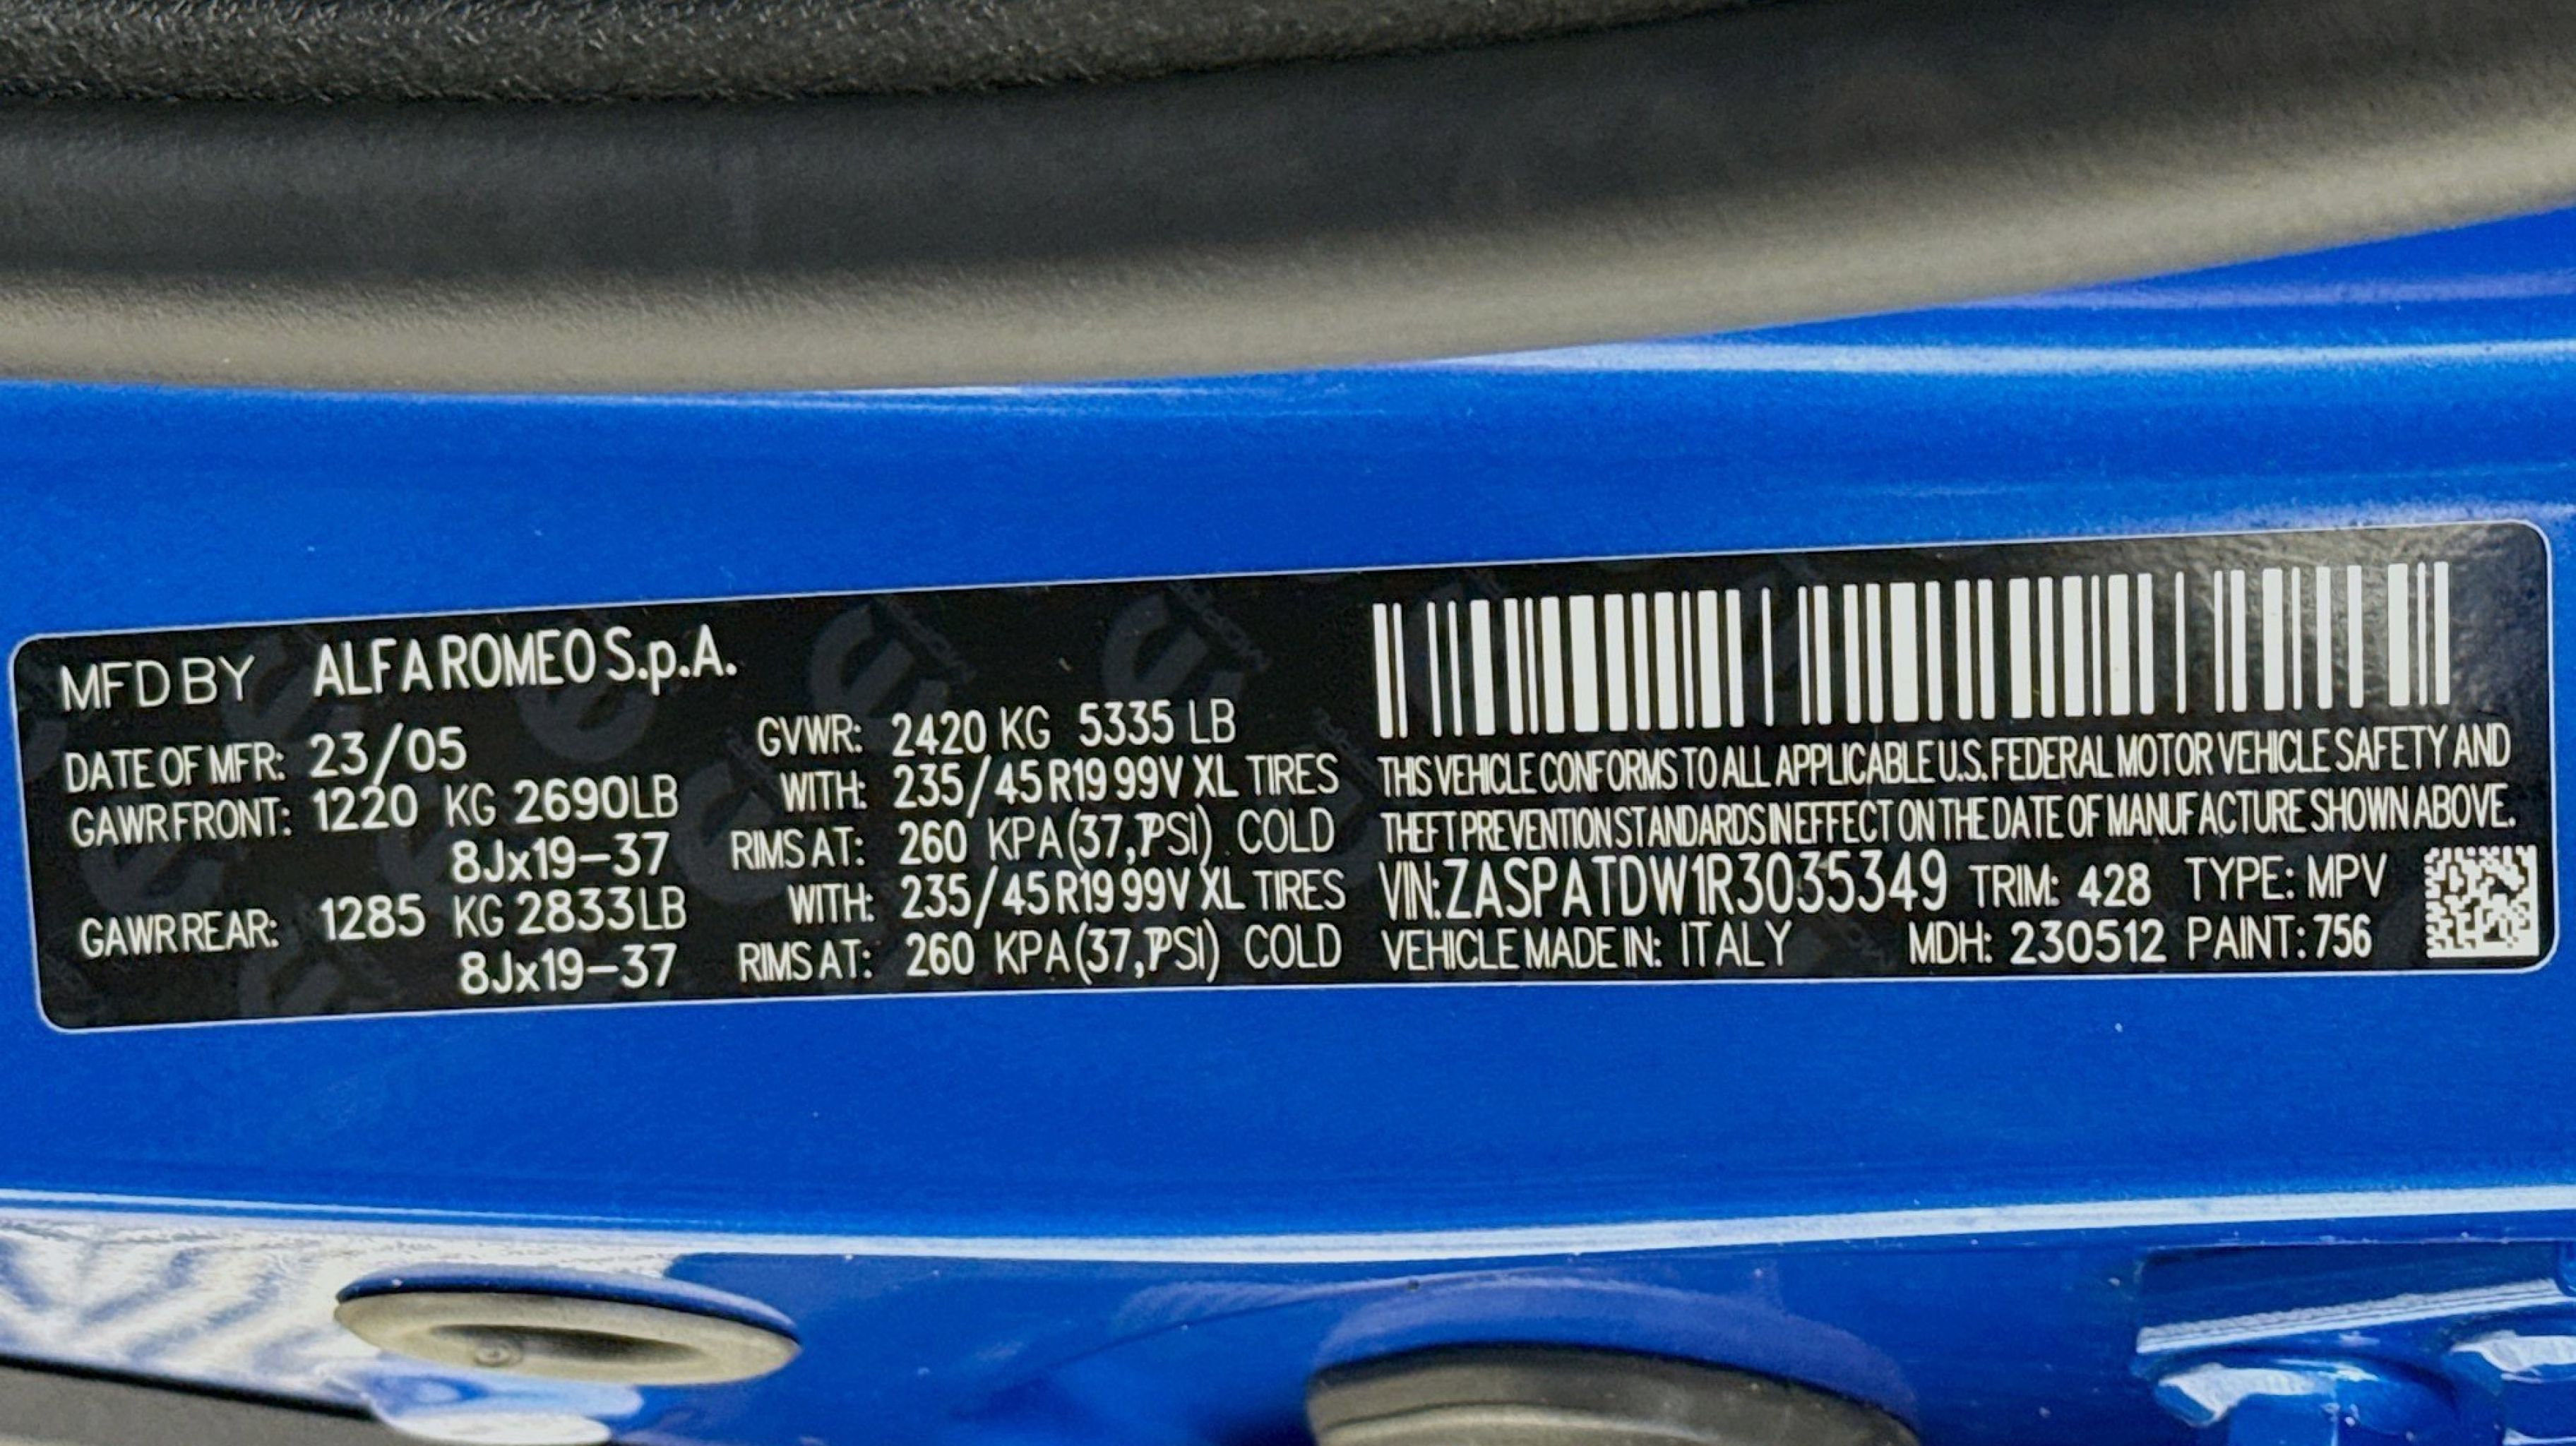 MFD BY ALFA ROMEO S.p.A.
DATE OF MFR: 23/05
GAWR FRONT: 1220 KG 2690LB
8Jx19-37
GAWR REAR: 1285 KG 2833LB
8Jx19-37
GVWR: 2420 KG 5335 LB
WITH: 235/45 R19 99V XL TIRES
RIMS AT: 260 KPA (37,7PSI) COLD
WITH: 235/45 R19 99V XL TIRES
RIMS AT: 260 KPA (37,7PSI) COLD
THIS VEHICLE CONFORMS TO ALL APPLICABLE U.S. FEDERAL MOTOR VEHICLE SAFETY AND
THEFT PREVENTION STANDARDS IN EFFECT ON THE DATE OF MANUFACTURE SHOWN ABOVE.
VIN: ZASPATDW1R3035349 TRIM: 428 TYPE: MPV
VEHICLE MADE IN: ITALY MDH: 230512 PAINT: 756